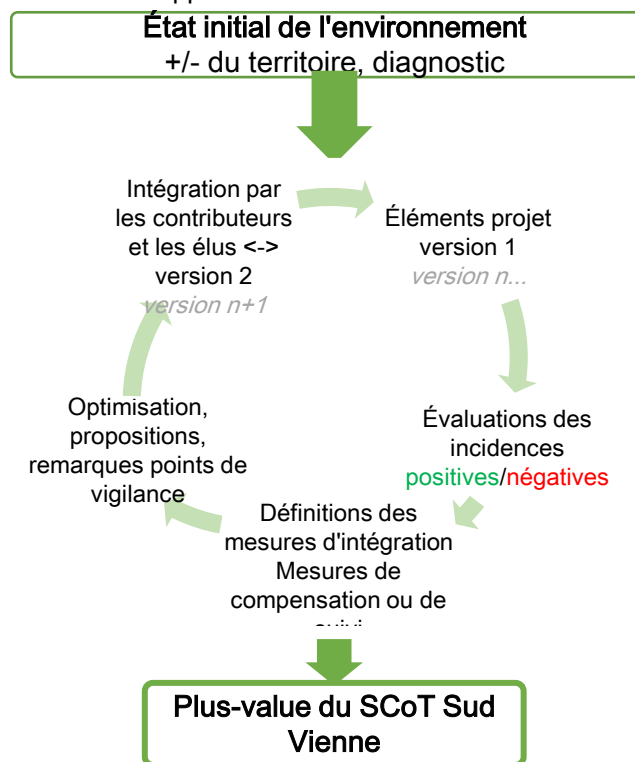 État initial de l'environnement
+/- du territoire, diagnostic
Intégration par
les contributeurs
et les élus <->
version 2
version n+1
Éléments projet
version 1
version n...
Évaluations des
incidences
positives/négatives
Définitions des
mesures d'intégration
Mesures de
compensation ou de
Optimisation,
propositions,
remarques points de
vigilance
Plus-value du SCoT Sud
Vienne